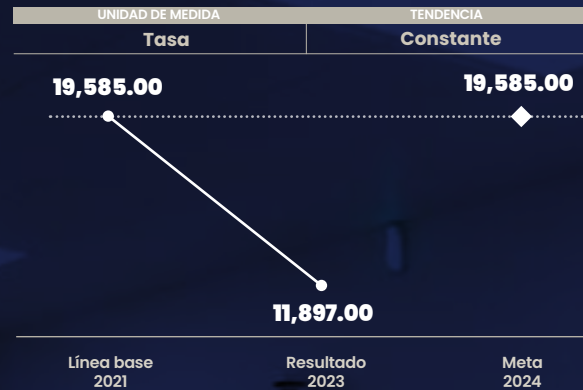 UNIDAD DE MEDIDA TENDENCIA
Tasa Constante
19,585.00 19,585.00
11,897.00
Línea base Resultado Meta
2021 2023 2024